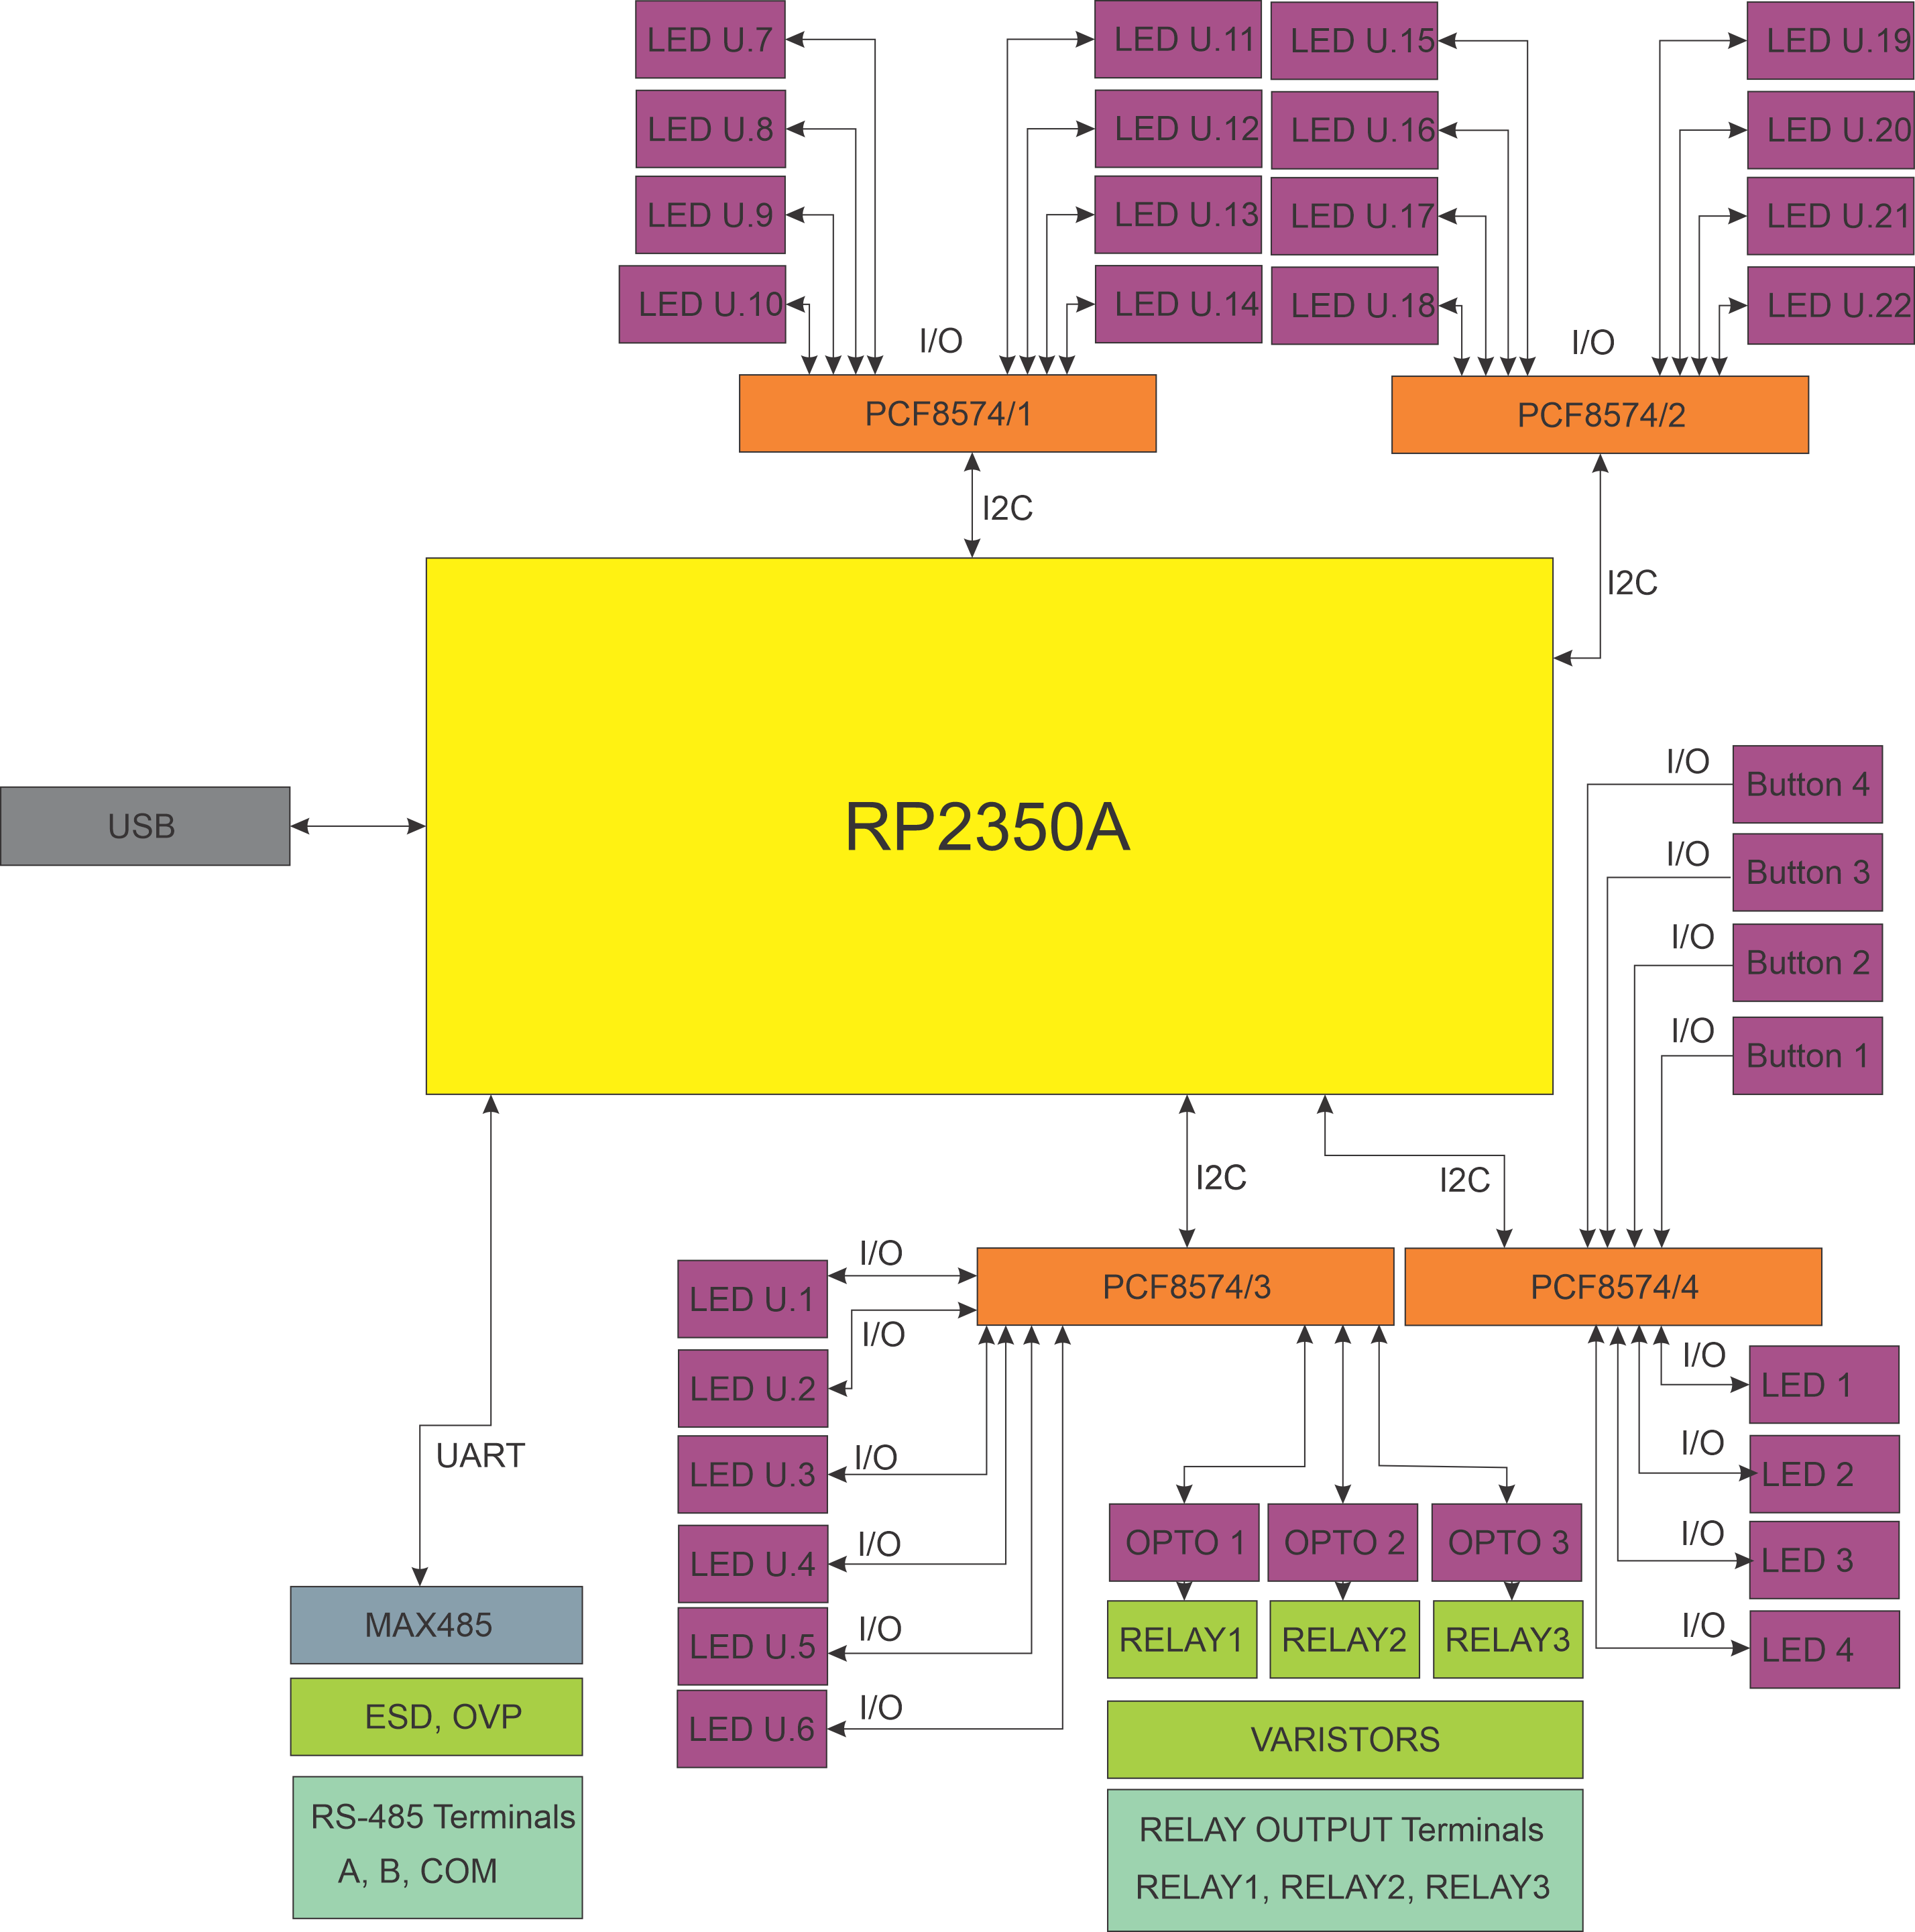 LED U.7
LED U.11
LED U.15
LED U.19
LED U.8
LED U.12
LED U.16
LED U.20
LED U.9
LED U.13
LED U.17
LED U.21
LED U.10
LED U.14
LED U.18
LED U.22
I/O
I/O
PCF8574/1
PCF8574/2
I2C
I2C
RP2350A
USB
I/O
Button 4
I/O
Button 3
I/O
Button 2
I/O
Button 1
I2C
I2C
PCF8574/3
PCF8574/4
I/O
LED U.1
I/O
LED U.2
I/O
LED U.3
I/O
LED U.4
I/O
LED U.5
I/O
LED U.6
I/O
LED 1
I/O
LED 2
I/O
LED 3
I/O
LED 4
OPTO 1
OPTO 2
OPTO 3
RELAY1
RELAY2
RELAY3
VARISTORS
RELAY OUTPUT Terminals
RELAY1, RELAY2, RELAY3
UART
MAX485
ESD, OVP
RS-485 Terminals
A, B, COM